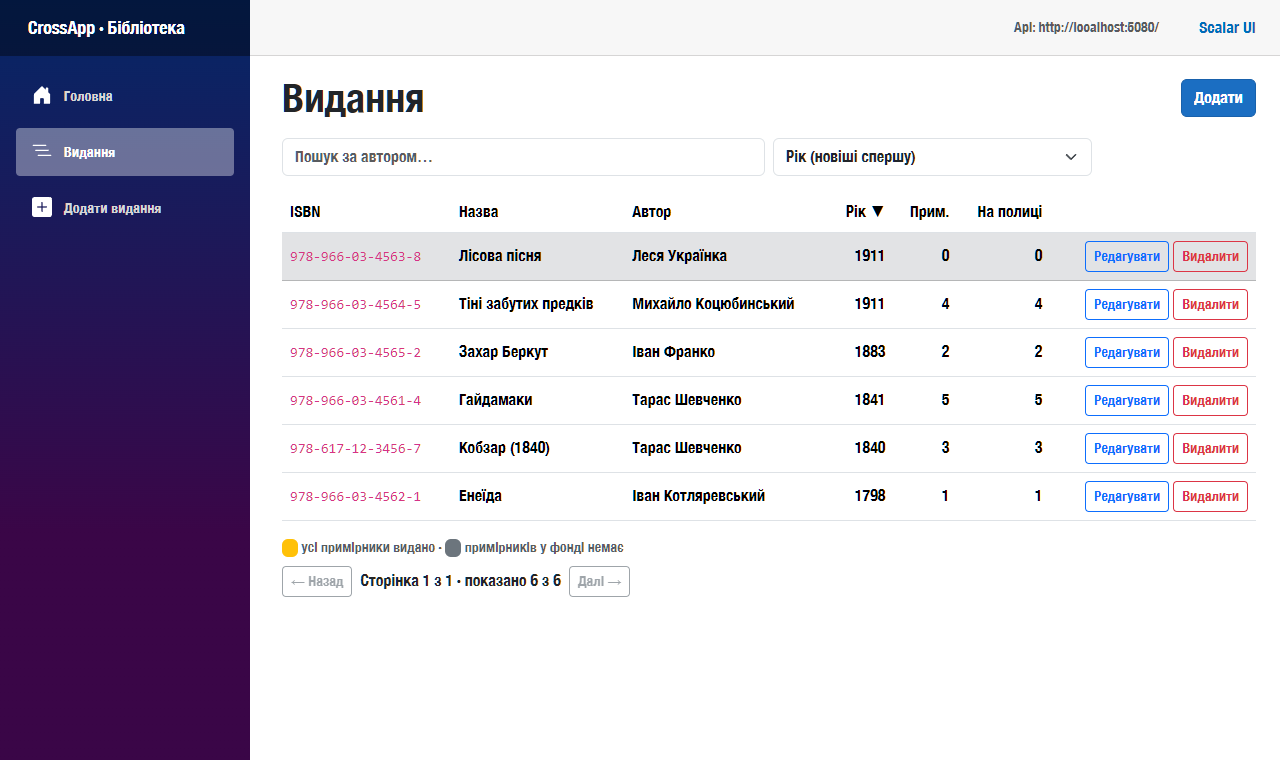 CrossApp • Бібліотека
Api: http://localhost:5080/ Scalar UI
Головна
Видання
Додати видання
Видання
Додати
Пошук за автором…
Рік (новіші спершу)
ISBN Назва Автор Рік ▼ Прим. На полиці
978-966-03-4563-8 Лісова пісня Леся Українка 1911 0 0 Редагувати Видалити
978-966-03-4564-5 Тіні забутих предків Михайло Коцюбинський 1911 4 4 Редагувати Видалити
978-966-03-4565-2 Захар Беркут Іван Франко 1883 2 2 Редагувати Видалити
978-966-03-4561-4 Гайдамаки Тарас Шевченко 1841 5 5 Редагувати Видалити
978-617-12-3456-7 Кобзар (1840) Тарас Шевченко 1840 3 3 Редагувати Видалити
978-966-03-4562-1 Енеїда Іван Котляревський 1798 1 1 Редагувати Видалити
усі примірники видано · примірників у фонді немає
← Назад Сторінка 1 з 1 · показано 6 з 6 Далі →